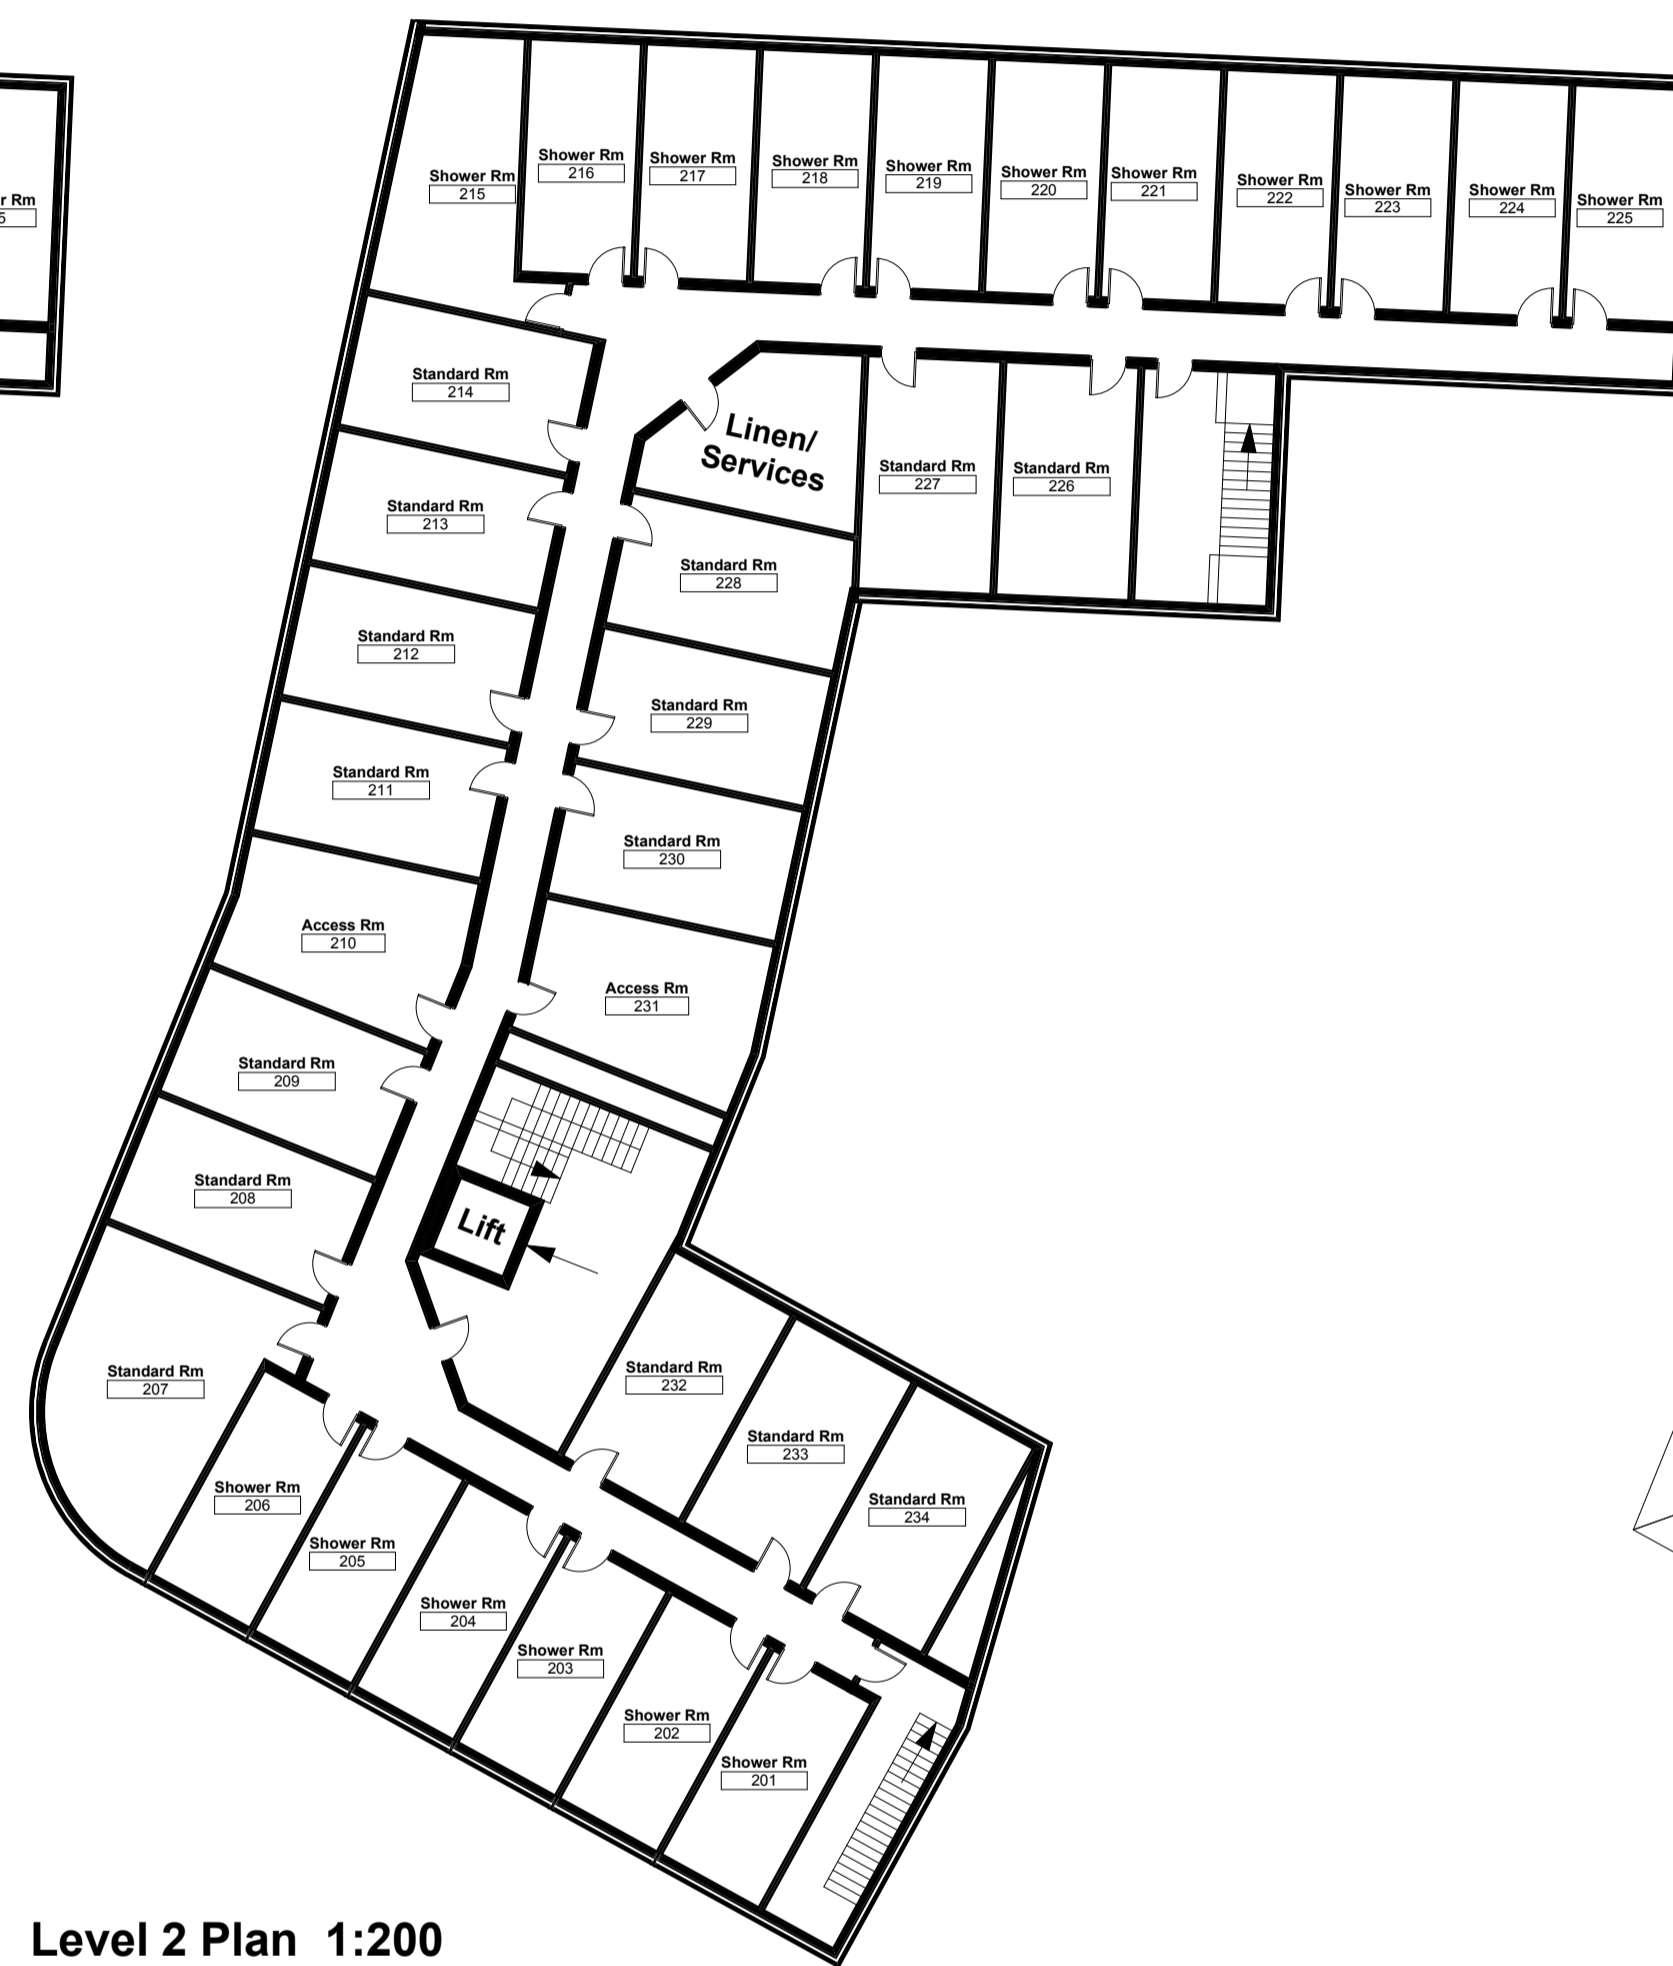 r Rm
5
Shower Rm
215
Shower Rm
216
Shower Rm
217
Shower Rm
218
Shower Rm
219
Shower Rm
220
Shower Rm
221
Shower Rm
222
Shower Rm
223
Shower Rm
224
Shower Rm
225
Standard Rm
214
Linen/
Services
Standard Rm
227
Standard Rm
226
Standard Rm
213
Standard Rm
228
Standard Rm
212
Standard Rm
229
Standard Rm
211
Standard Rm
230
Access Rm
210
Access Rm
231
Standard Rm
209
Standard Rm
208
Lift
Standard Rm
207
Standard Rm
232
Standard Rm
233
Standard Rm
234
Shower Rm
206
Shower Rm
205
Shower Rm
204
Shower Rm
203
Shower Rm
202
Shower Rm
201
Level 2 Plan 1:200